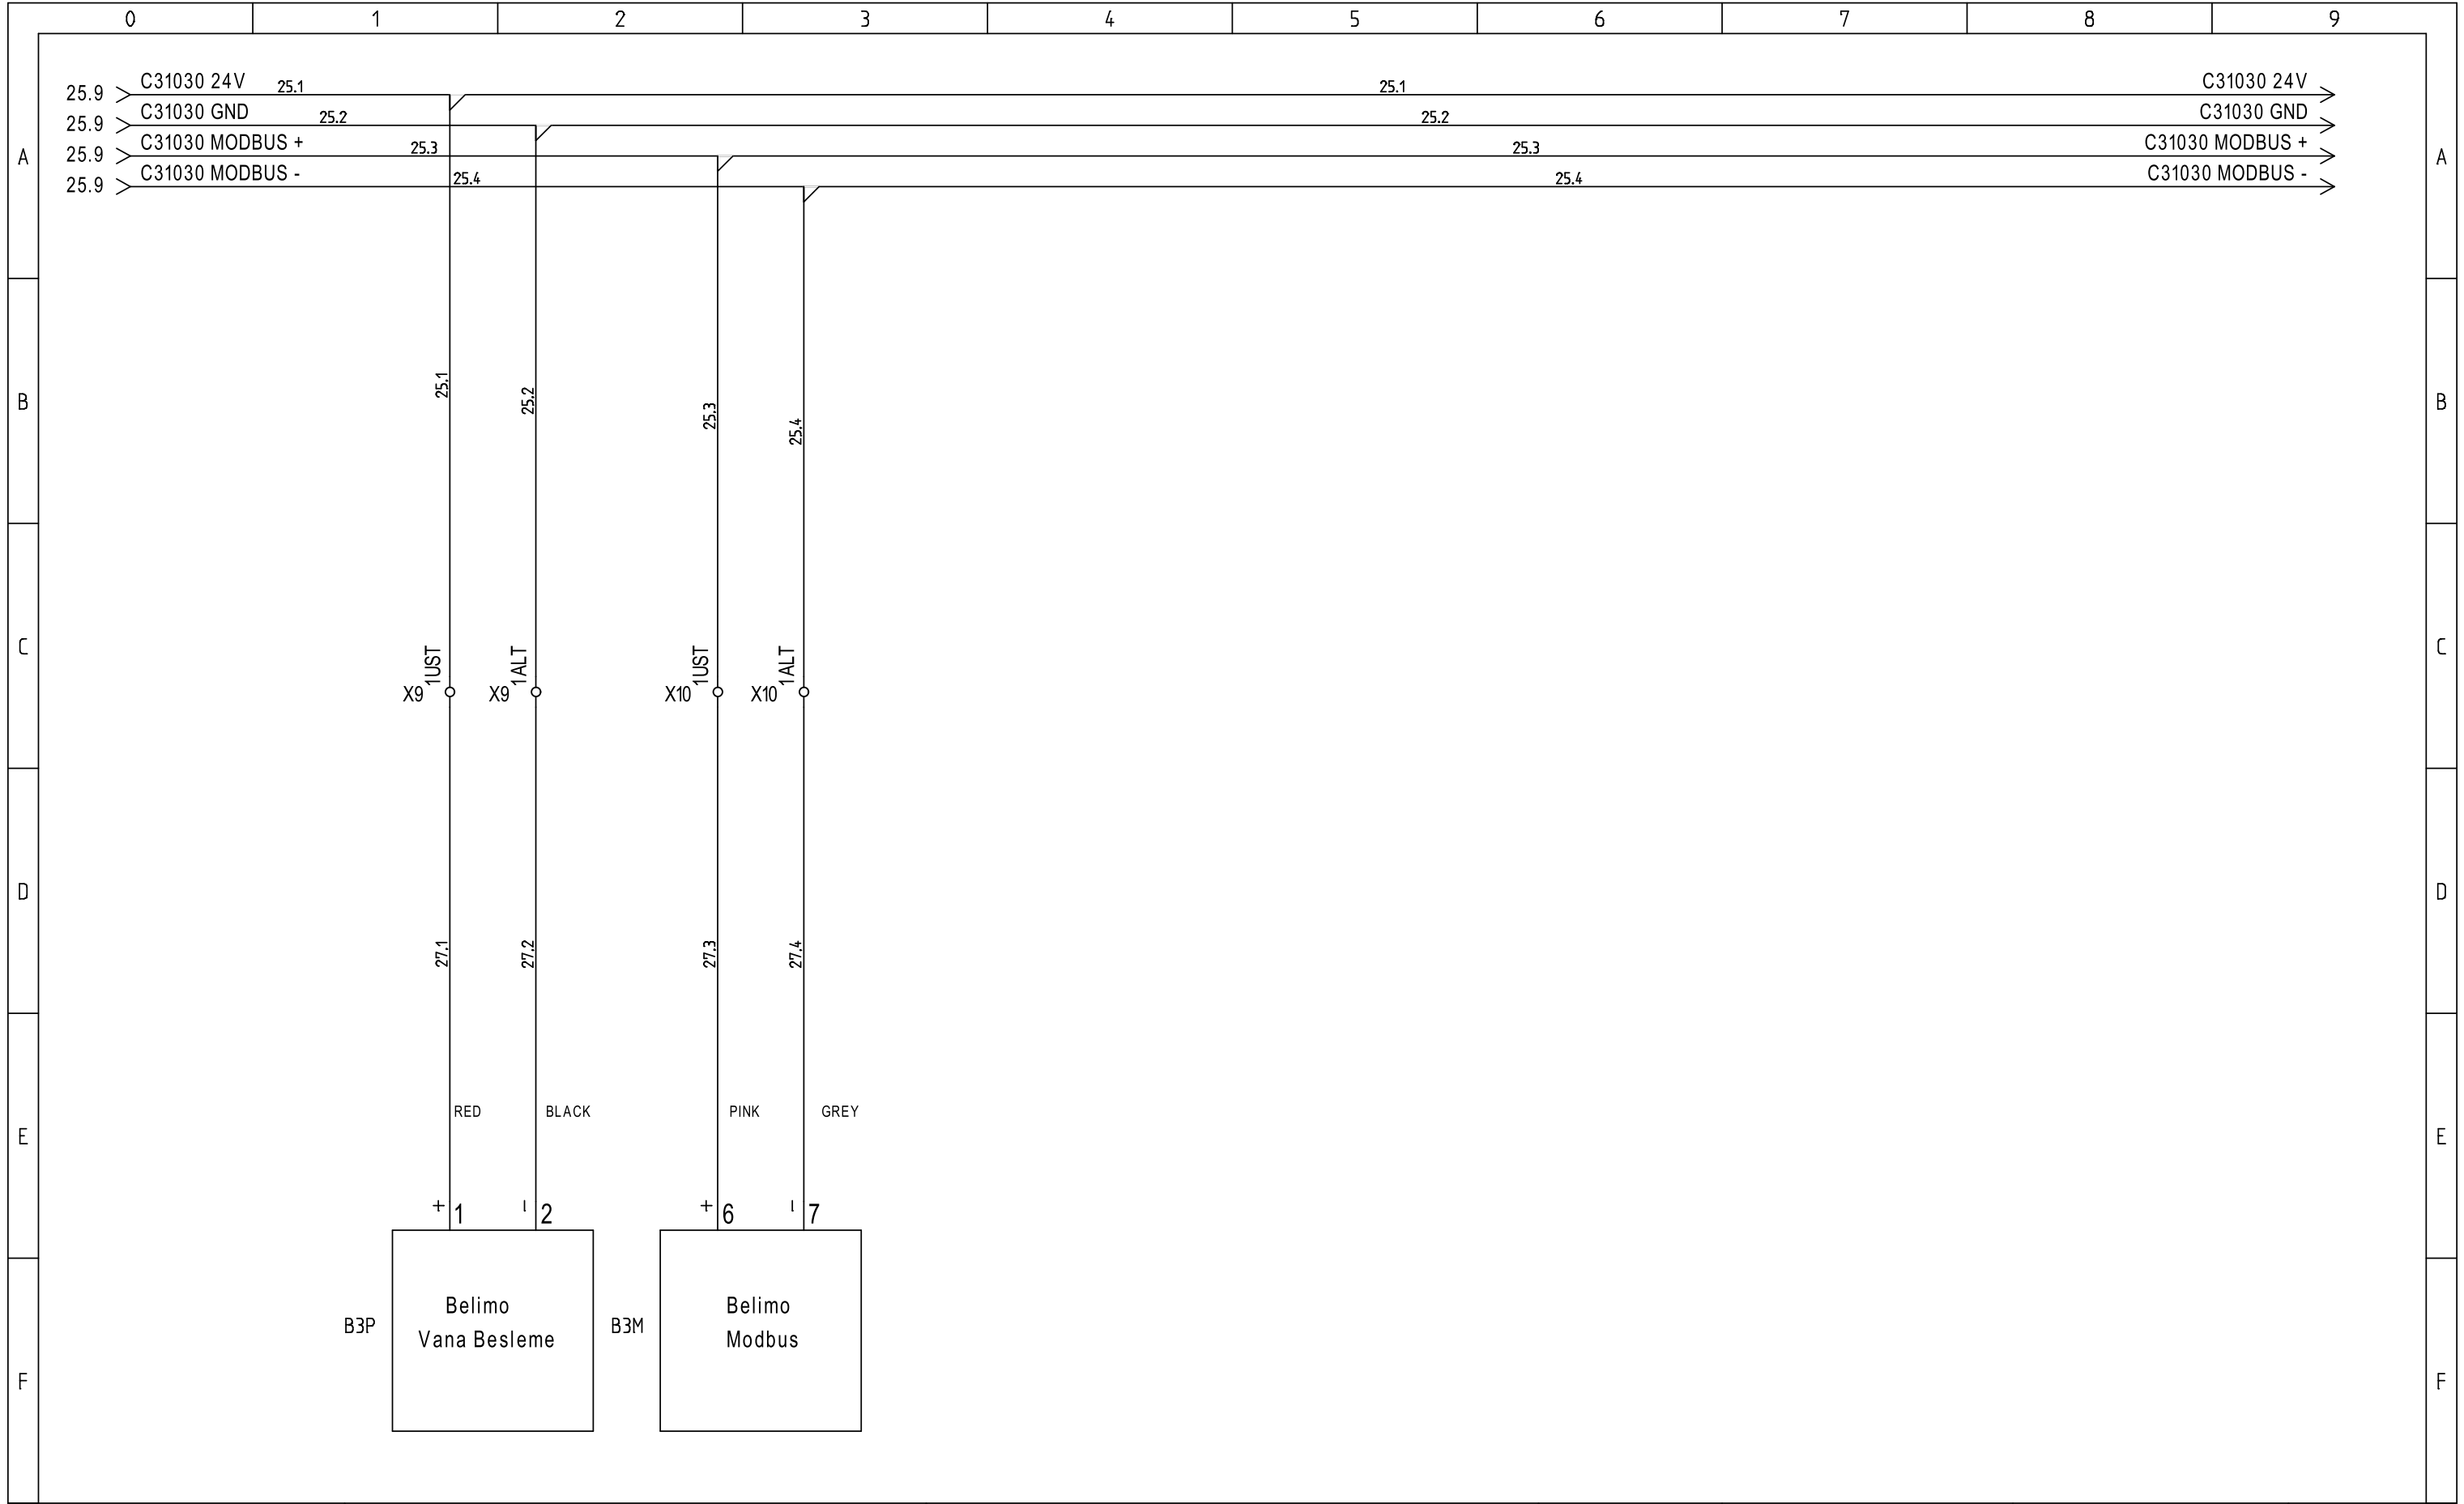 0 1 2 3 4 5 6 7 8 9
25.9 C31030 24V 25.1 25.1 C31030 24V
25.9 C31030 GND 25.2 25.2 C31030 GND
25.9 C31030 MODBUS + 25.3 25.3 C31030 MODBUS +
25.9 C31030 MODBUS - 25.4 25.4 C31030 MODBUS -
A A
25.1 25.2 25.3 25.4
B B
1UST 1ALT 1UST 1ALT
C C
X9 X9 X10 X10
D D
27.1 27.2 27.3 27.4
RED BLACK PINK GREY
E E
+ 1 - 2 + 6 - 7
Belimo Belimo
B3P Vana Besleme B3M Modbus
F F